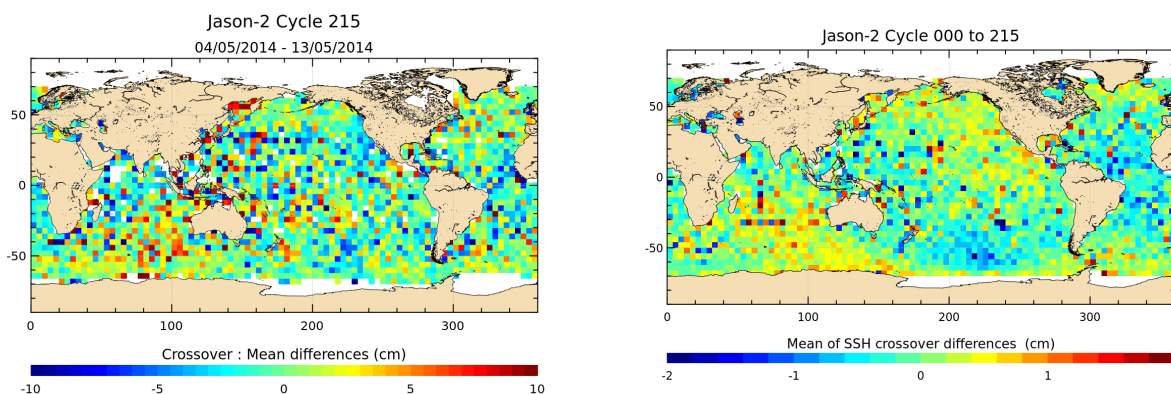 Jason-2 Cycle 215
04/05/2014 - 13/05/2014
50
0
-50
0 100 200 300
Crossover : Mean differences (cm)
-10 -5 0 5 10
Jason-2 Cycle 000 to 215
50
0
-50
0 100 200 300
Mean of SSH crossover differences (cm)
-2 -1 0 1